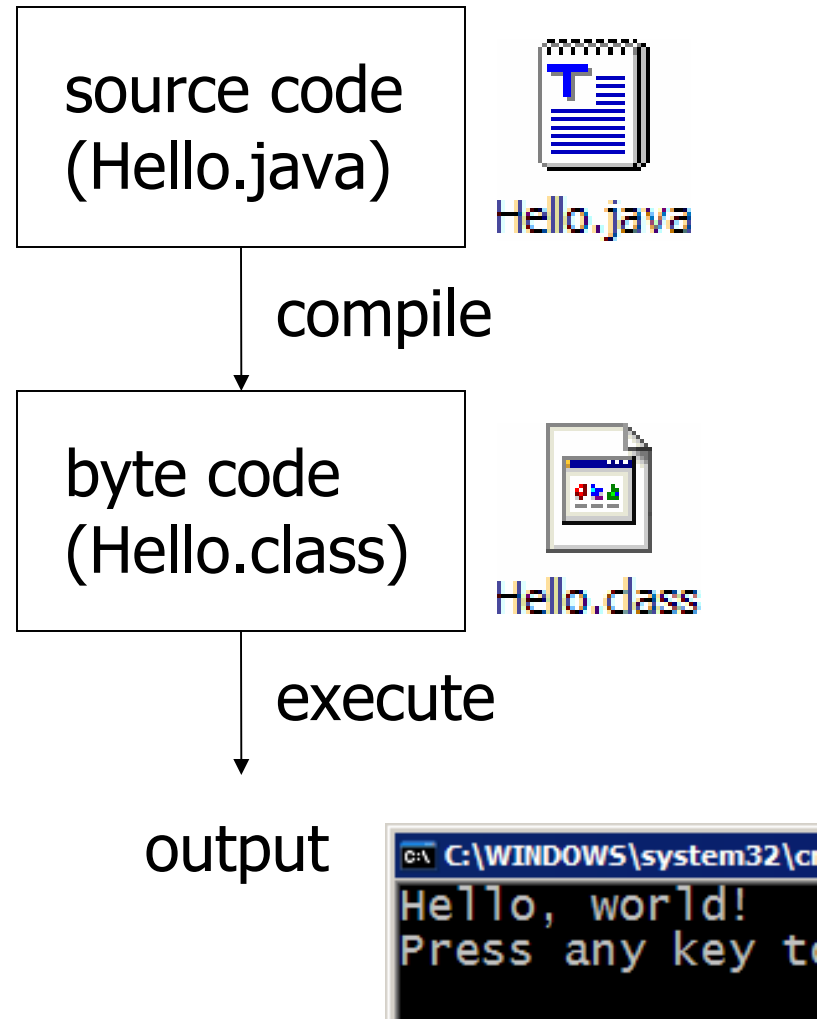 source code
(Hello.java)
Hello.java
compile
byte code
(Hello.class)
Hello.class
execute
output
C:\WINDOWS\system32\c
Hello, world!
Press any key to